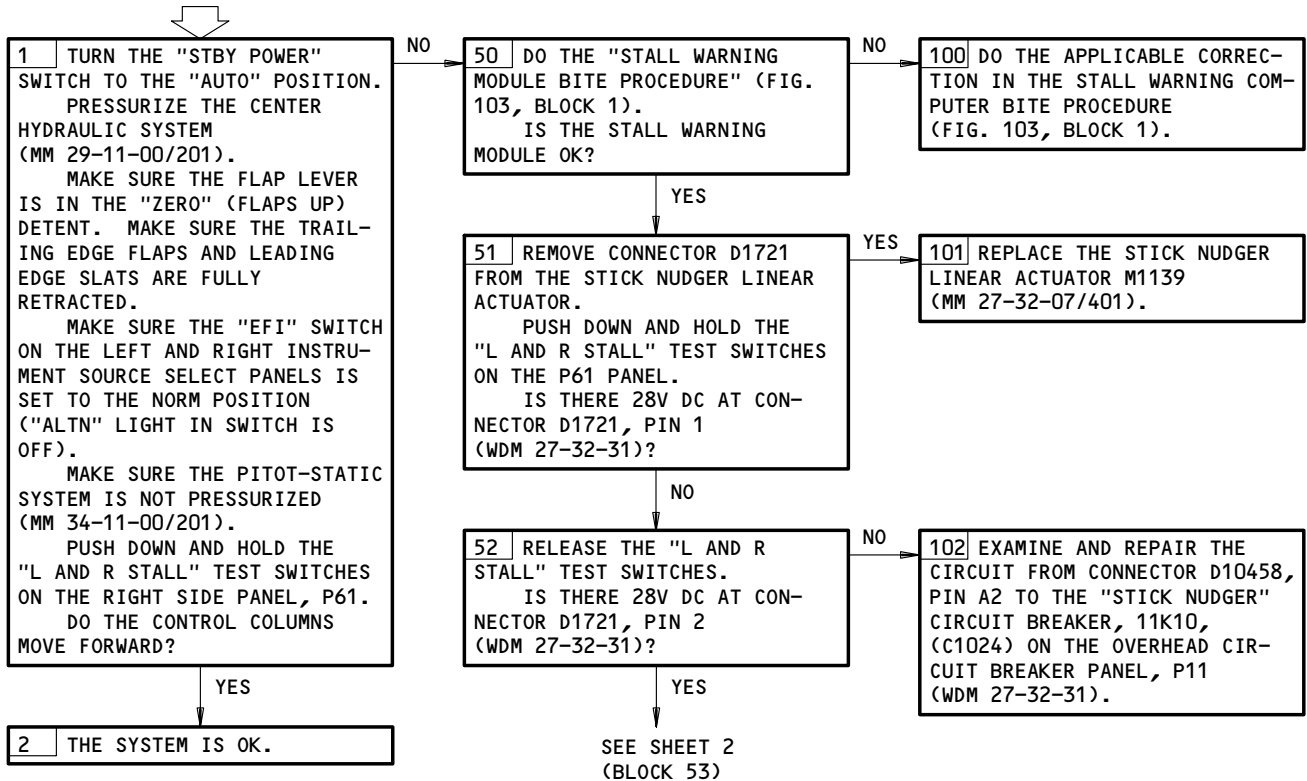 1 TURN THE "STBY POWER"
SWITCH TO THE "AUTO" POSITION.
PRESSURIZE THE CENTER
HYDRAULIC SYSTEM
(MM 29-11-00/201).
MAKE SURE THE FLAP LEVER
IS IN THE "ZERO" (FLAPS UP)
DETENT. MAKE SURE THE TRAIL-
ING EDGE FLAPS AND LEADING
EDGE SLATS ARE FULLY
RETRACTED.
MAKE SURE THE "EFI" SWITCH
ON THE LEFT AND RIGHT INSTRU-
MENT SOURCE SELECT PANELS IS
SET TO THE NORM POSITION
("ALTN" LIGHT IN SWITCH IS
OFF).
MAKE SURE THE PITOT-STATIC
SYSTEM IS NOT PRESSURIZED
(MM 34-11-00/201).
PUSH DOWN AND HOLD THE
"L AND R STALL" TEST SWITCHES
ON THE RIGHT SIDE PANEL, P61.
DO THE CONTROL COLUMNS
MOVE FORWARD?
YES
2 THE SYSTEM IS OK.
NO
50 DO THE "STALL WARNING
MODULE BITE PROCEDURE" (FIG.
103, BLOCK 1).
IS THE STALL WARNING
MODULE OK?
NO
100 DO THE APPLICABLE CORREC-
TION IN THE STALL WARNING COM-
PUTER BITE PROCEDURE
(FIG. 103, BLOCK 1).
YES
51 REMOVE CONNECTOR D1721
FROM THE STICK NUDGER LINEAR
ACTUATOR.
PUSH DOWN AND HOLD THE
"L AND R STALL" TEST SWITCHES
ON THE P61 PANEL.
IS THERE 28V DC AT CON-
NECTOR D1721, PIN 1
(WDM 27-32-31)?
YES
101 REPLACE THE STICK NUDGER
LINEAR ACTUATOR M1139
(MM 27-32-07/401).
NO
52 RELEASE THE "L AND R
STALL" TEST SWITCHES.
IS THERE 28V DC AT CON-
NECTOR D1721, PIN 2
(WDM 27-32-31)?
NO
102 EXAMINE AND REPAIR THE
CIRCUIT FROM CONNECTOR D10458,
PIN A2 TO THE "STICK NUDGER"
CIRCUIT BREAKER, 11K10,
(C1024) ON THE OVERHEAD CIR-
CUIT BREAKER PANEL, P11
(WDM 27-32-31).
YES
SEE SHEET 2
(BLOCK 53)